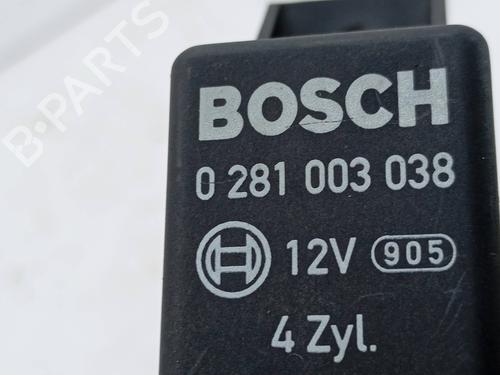 B-PARTS
BOSCH
0 281 003 038
12V 905
4 Zyl.